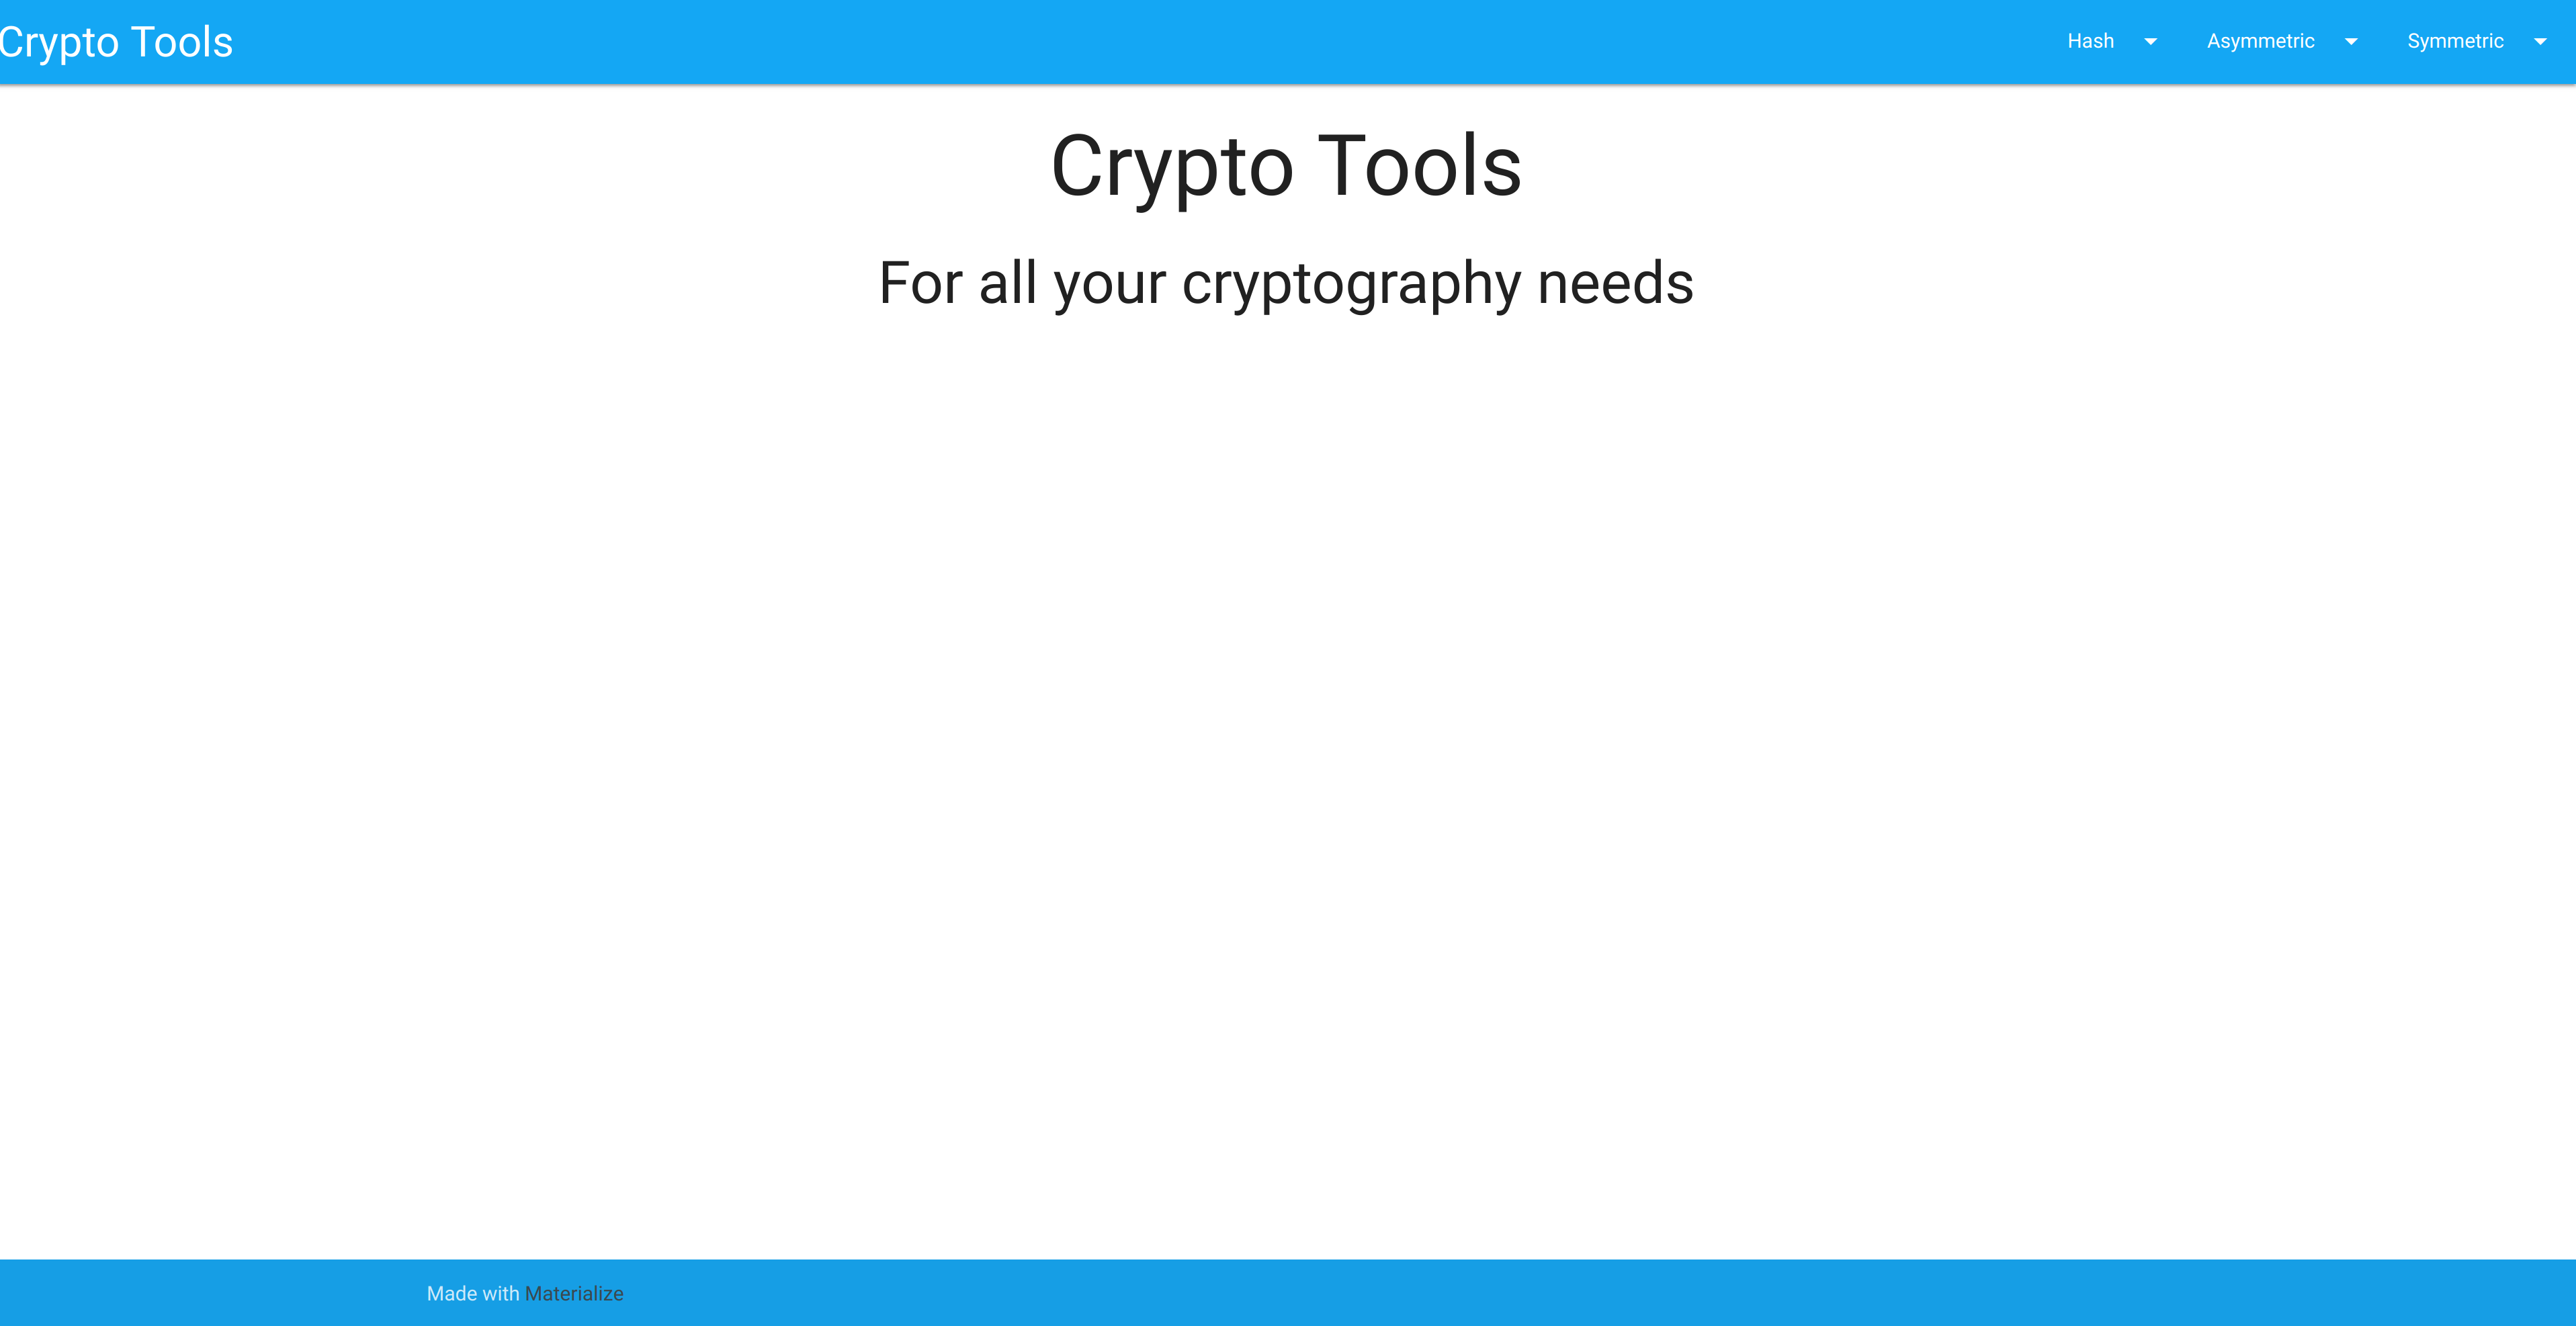 Crypto Tools
Hash Asymmetric Symmetric
Crypto Tools
For all your cryptography needs
Made with Materialize